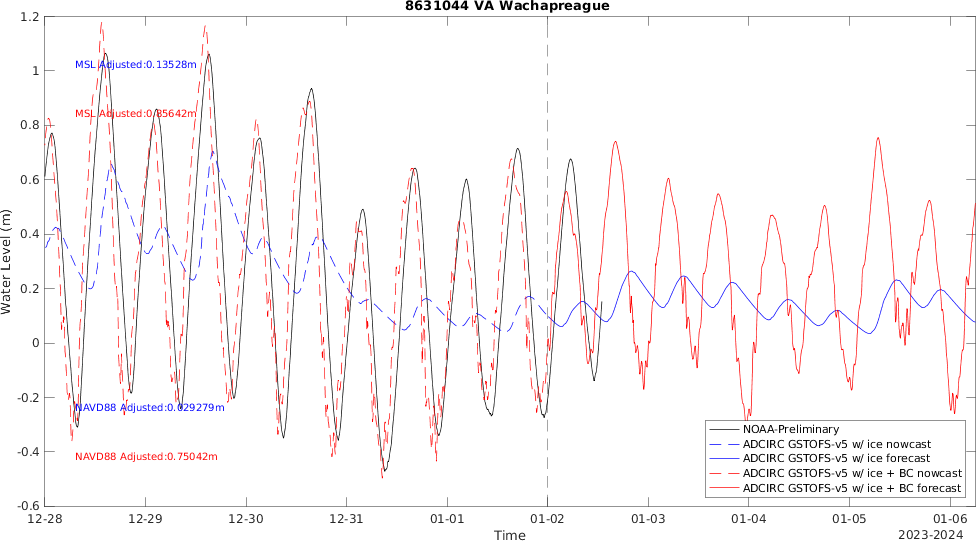 8631044 VA Wachapreague
1.2
1
0.8
0.6
0.4
0.2
0
-0.2
-0.4
-0.6
Water Level (m)
MSL Adjusted:0.13528m
MSL Adjusted:0.35642m
NAVD88 Adjusted:0.029279m
NAVD88 Adjusted:0.75042m
NOAA-Preliminary
ADCIRC GSTOFS-v5 w/ ice nowcast
ADCIRC GSTOFS-v5 w/ ice forecast
ADCIRC GSTOFS-v5 w/ ice + BC nowcast
ADCIRC GSTOFS-v5 w/ ice + BC forecast
12-28 12-29 12-30 12-31 01-01 01-02 01-03 01-04 01-05 01-06
Time
2023-2024